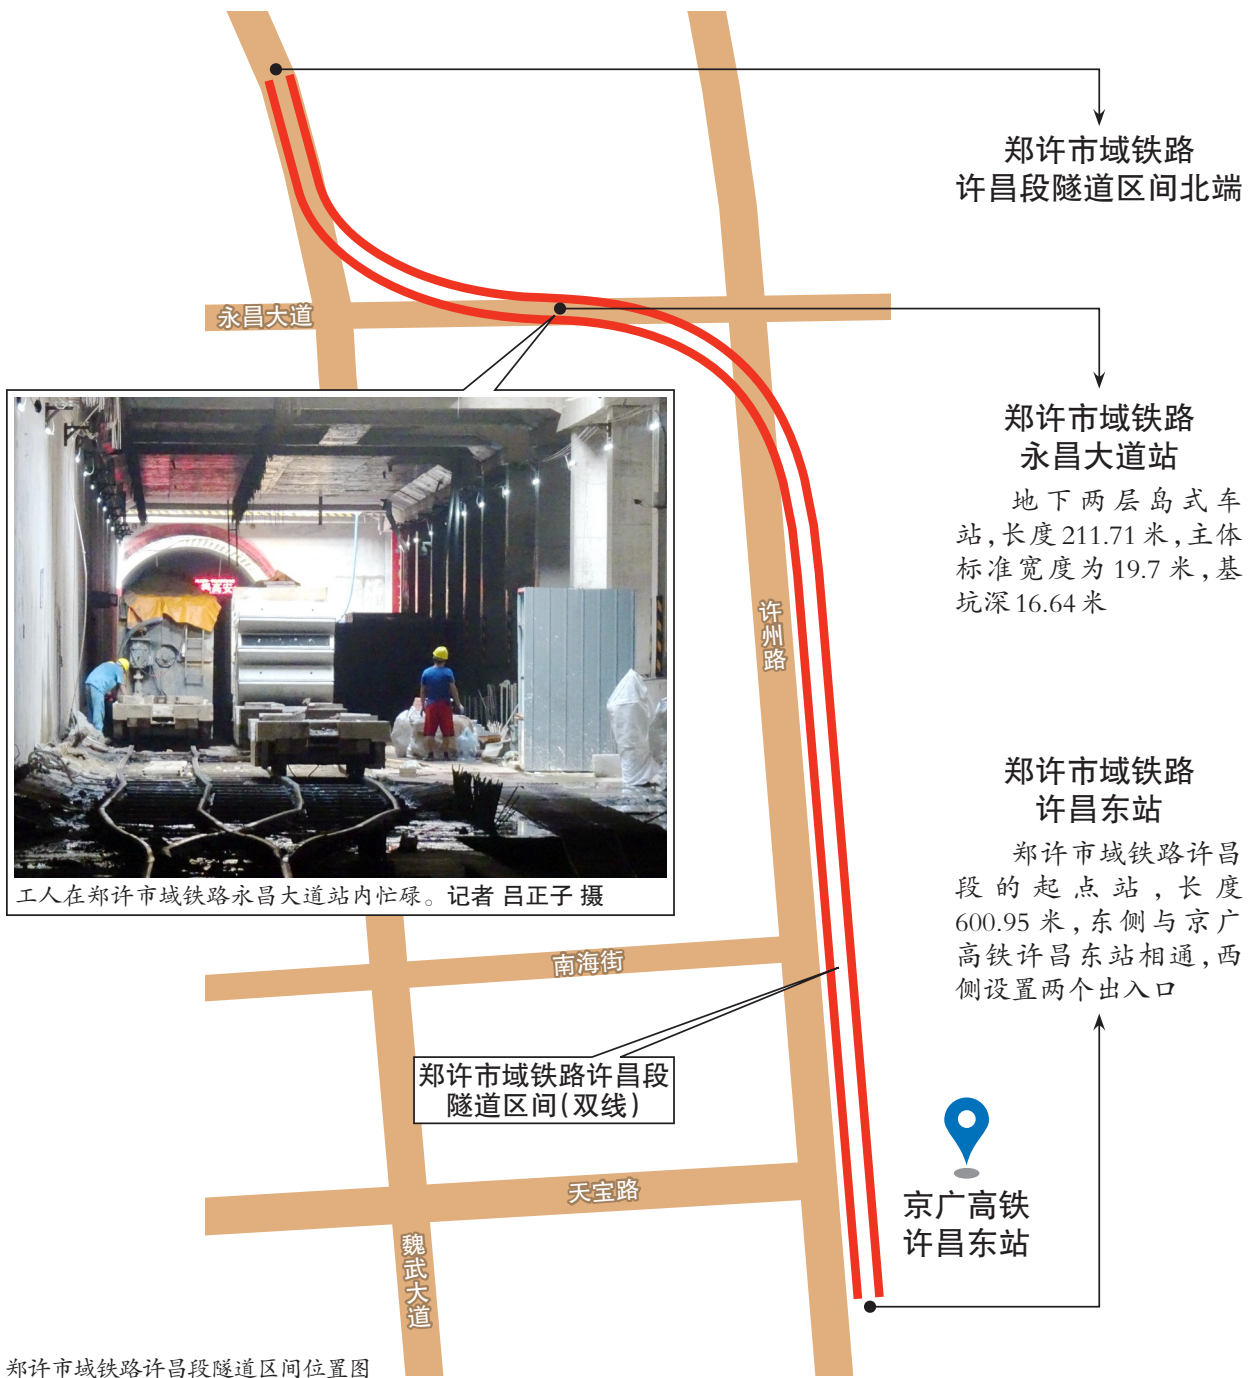 郑许市域铁路
许昌段隧道区间北端
永昌大道
郑许市域铁路
永昌大道站
地下两层岛式车
站,长度211.71米,主体
标准宽度为19.7米,基
坑深16.64米
许州路
工人在郑许市域铁路永昌大道站内忙碌。记者 吕正子 摄
郑许市域铁路
许昌东站
郑许市域铁路许昌
段的起点站,长度
600.95米,东侧与京广
高铁许昌东站相通,西
侧设置两个出入口
南海街
郑许市域铁路许昌段
隧道区间(双线)
天宝路
京广高铁
许昌东站
魏武大道
郑许市域铁路许昌段隧道区间位置图